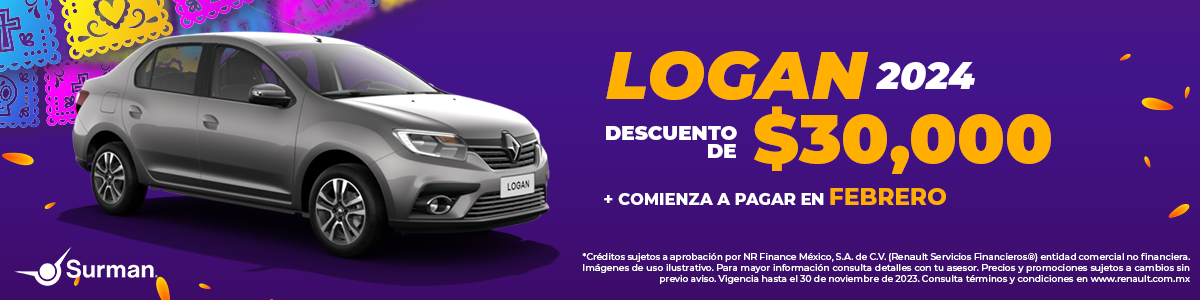 LOGAN 2024
DESCUENTO
DE
$30,000
+ COMIENZA A PAGAR EN FEBRERO
LOGAN
Surman
*Créditos sujetos a aprobación por NR Finance México, S.A. de C.V. (Renault Servicios Financieros®) entidad comercial no financiera.
Imágenes de uso ilustrativo. Para mayor información consulta detalles con tu asesor. Precios y promociones sujetos a cambios sin
previo aviso. Vigencia hasta el 30 de noviembre de 2023. Consulta términos y condiciones en www.renault.com.mx